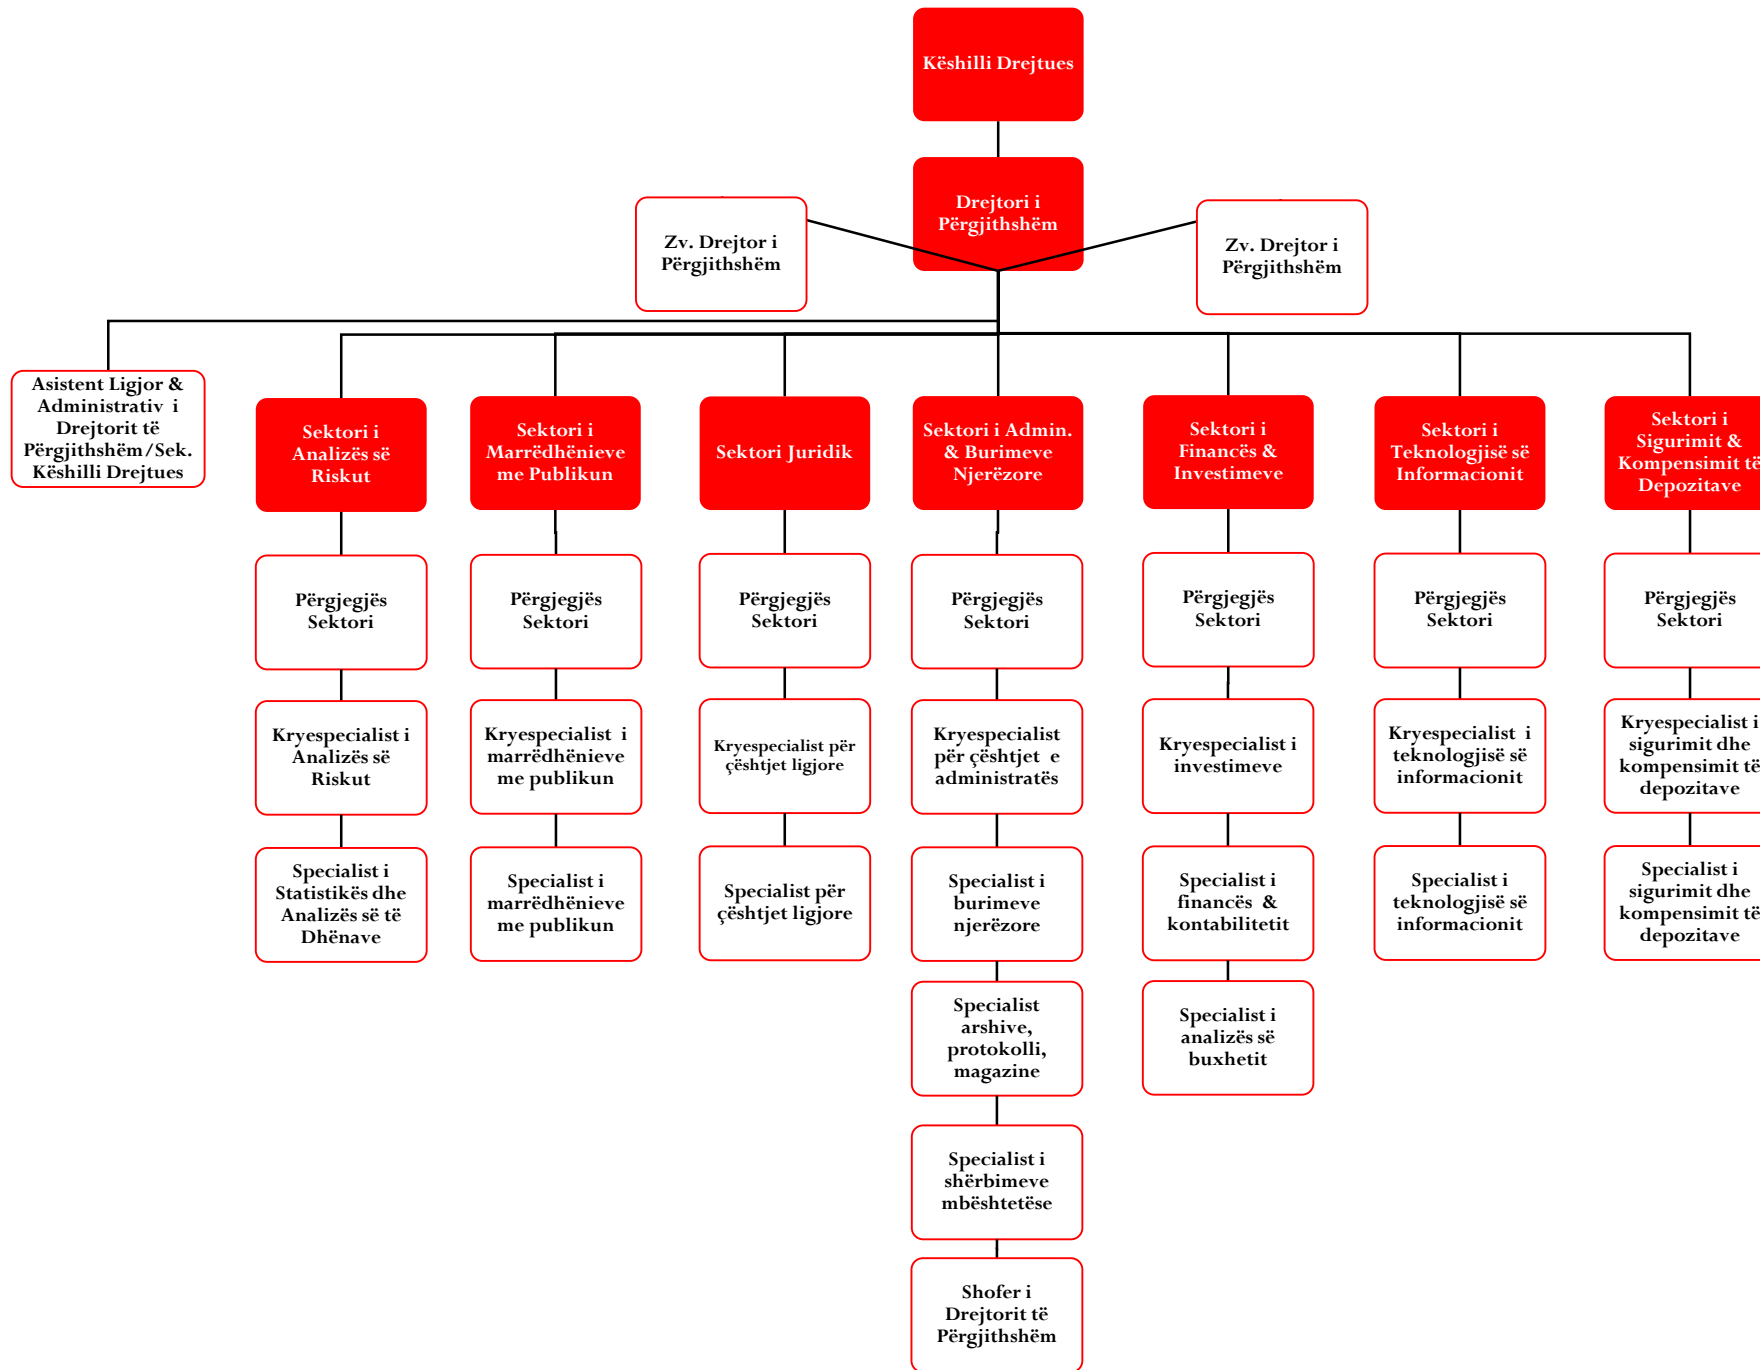 Këshilli Drejtues
Drejtori i
Përgjithshëm
Zv. Drejtor i
Përgjithshëm
Zv. Drejtor i
Përgjithshëm
Asistent Ligjor &
Administrativ i
Drejtorit të
Përgjithshëm/Sek.
Këshilli Drejtues
Sektori i
Analizës së
Riskut
Sektori i
Marrëdhënieve
me Publikun
Sektori Juridik
Sektori i Admin.
& Burimeve
Njerëzore
Sektori i
Financës &
Investimeve
Sektori i
Teknologjisë së
Informacionit
Sektori i
Sigurimit &
Kompensimit të
Depozitave
Përgjegjës
Sektori
Përgjegjës
Sektori
Përgjegjës
Sektori
Përgjegjës
Sektori
Përgjegjës
Sektori
Përgjegjës
Sektori
Përgjegjës
Sektori
Kryespecialist i
Analizës së
Riskut
Kryespecialist i
marrëdhënieve
me publikun
Kryespecialist për
çështjet ligjore
Kryespecialist
për çështjet e
administratës
Kryespecialist i
investimeve
Kryespecialist i
teknologjisë së
informacionit
Kryespecialist i
sigurimit dhe
kompensimit të
depozitave
Specialist i
Statistikës dhe
Analizës së të
Dhënave
Specialist i
marrëdhënieve
me publikun
Specialist për
çështjet ligjore
Specialist i
burimeve
njerëzore
Specialist i
financës &
kontabilitetit
Specialist i
teknologjisë së
informacionit
Specialist i
sigurimit dhe
kompensimit të
depozitave
Specialist
arshive,
protokolli,
magazine
Specialist i
analizës së
buxhetit
Specialist i
shërbimeve
mbështetëse
Shofer i
Drejtorit të
Përgjithshëm